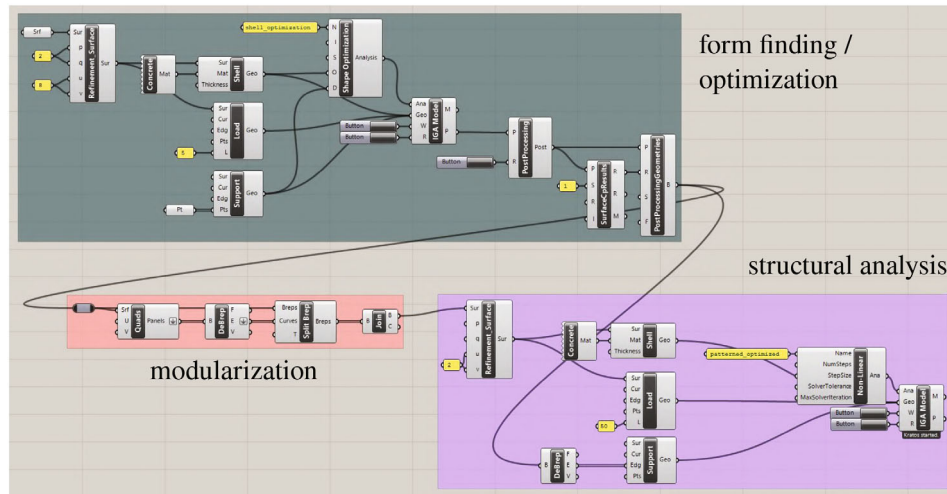 form finding /
optimization
Srf
2
8
Sur
p
q
u
v
Refinement_Surface
Sur
Concrete
Mat
Sur
Mat
Thickness
Shell
Geo
Sur
Cur
Edg
Pts
L
Load
Geo
Sur
Cur
Edg
Pts
Support
Geo
Pt
shell_optimization
N
I
S
O
D
Shape Optimization
Analysis
Button
Button
Ana
Geo
W
R
IGA Model
M
P
Button
P
R
PostProcessing
Post
1
P
S
R
I
SurfaceCpResults
R
R
M
P
R
S
F
PostProcessingGeometries
B
structural analysis
Srf
U
V
Quads
Panels
B
DeBrep
F
E
V
Breps
Curves
T
Split Brep
Breps
B
Join
B
C
modularization
Sur
p
q
u
v
Refinement_Surface
Sur
2
Concrete
Mat
Sur
Mat
Thickness
Shell
Geo
Sur
Cur
Edg
Pts
L
Load
Geo
50
B
DeBrep
F
E
V
Sur
Cur
Edg
Pts
Support
Geo
patterned_optimized
Name
NumSteps
StepSize
SolverTolerance
MaxSolverIteration
Non-Linear
Ana
Button
Button
Ana
Geo
W
R
IGA Model
M
P
Kratos started